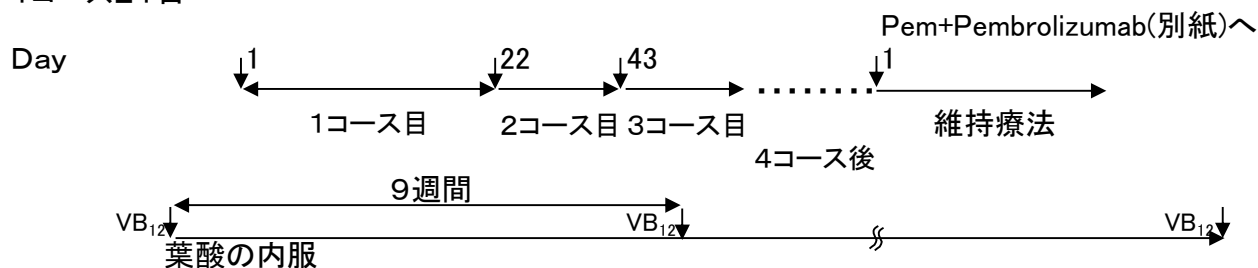 Pem+Pembrolizumab(別紙)へ
Day 1 22 43 1
1コース目 2コース目 3コース目 維持療法
4コース後
9週間
VB12 VB12 VB12
葉酸の内服